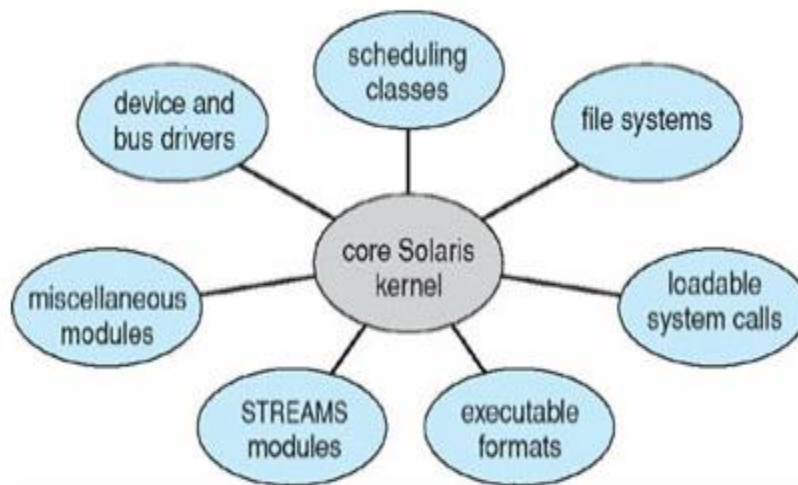 scheduling
classes
device and
bus drivers
file systems
core Solaris
kernel
miscellaneous
modules
loadable
system calls
STREAMS
modules
executable
formats